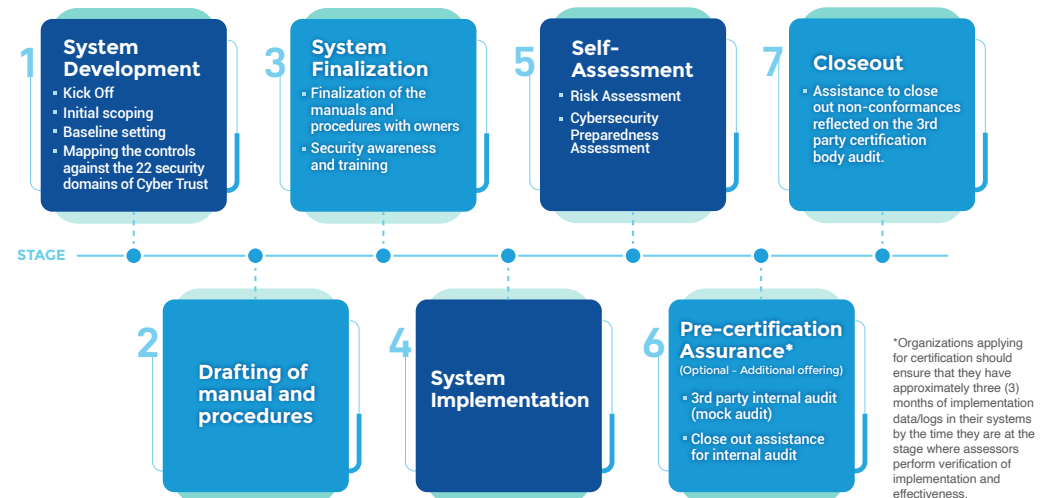 1
System
Development
▪ Kick Off
▪ Initial scoping
▪ Baseline setting
▪ Mapping the controls
against the 22 security
domains of Cyber Trust
3
System
Finalization
▪ Finalization of the
manuals and
procedures with owners
▪ Security awareness
and training
5
Self-
Assessment
▪ Risk Assessment
▪ Cybersecurity
Preparedness
Assessment
7
Closeout
▪ Assistance to close
out non-conformances
reflected on the 3rd
party certification
body audit.
STAGE
2
Drafting of
manual and
procedures
4
System
Implementation
6
Pre-certification
Assurance*
(Optional – Additional offering)
▪ 3rd party internal audit
(mock audit)
▪ Close out assistance
for internal audit
*Organizations applying
for certification should
ensure that they have
approximately three (3)
months of implementation
data/logs in their systems
by the time they are at the
stage where assessors
perform verification of
implementation and
effectiveness.